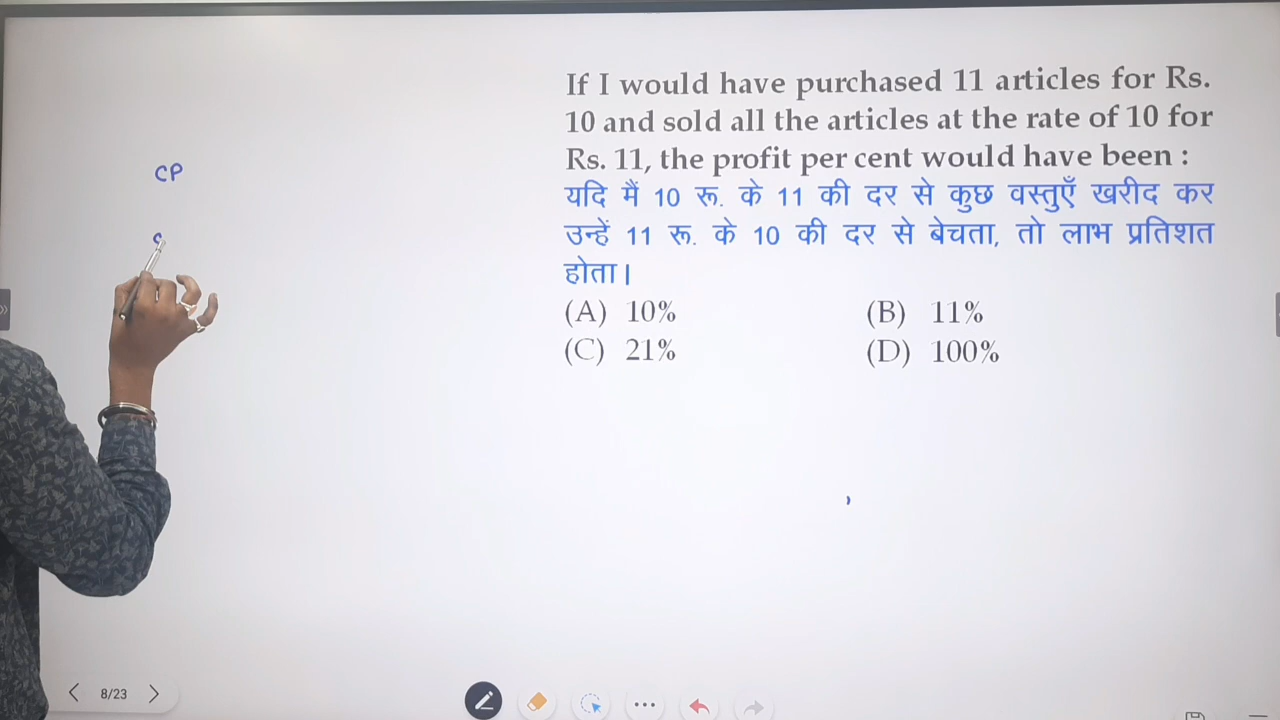 If I would have purchased 11 articles for Rs.
10 and sold all the articles at the rate of 10 for
Rs. 11, the profit per cent would have been :
यदि मैं 10 रू. के 11 की दर से कुछ वस्तुएँ खरीद कर
उन्हें 11 रू. के 10 की दर से बेचता, तो लाभ प्रतिशत
होता।
(A) 10% (B) 11%
(C) 21% (D) 100%
CP
8/23